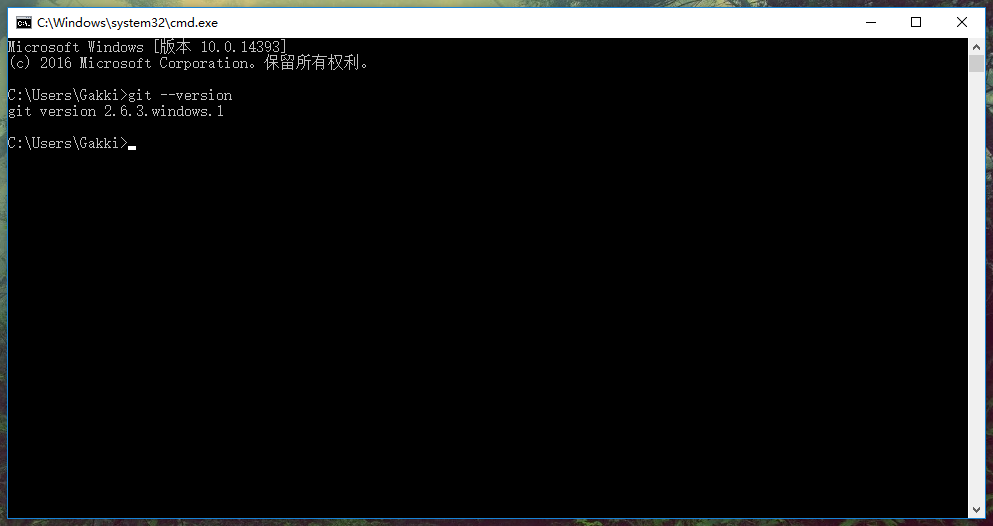 C:\Windows\system32\cmd.exe
Microsoft Windows [版本 10.0.14393]
(c) 2016 Microsoft Corporation。保留所有权利。
C:\Users\Gakki>git --version
git version 2.6.3.windows.1
C:\Users\Gakki>